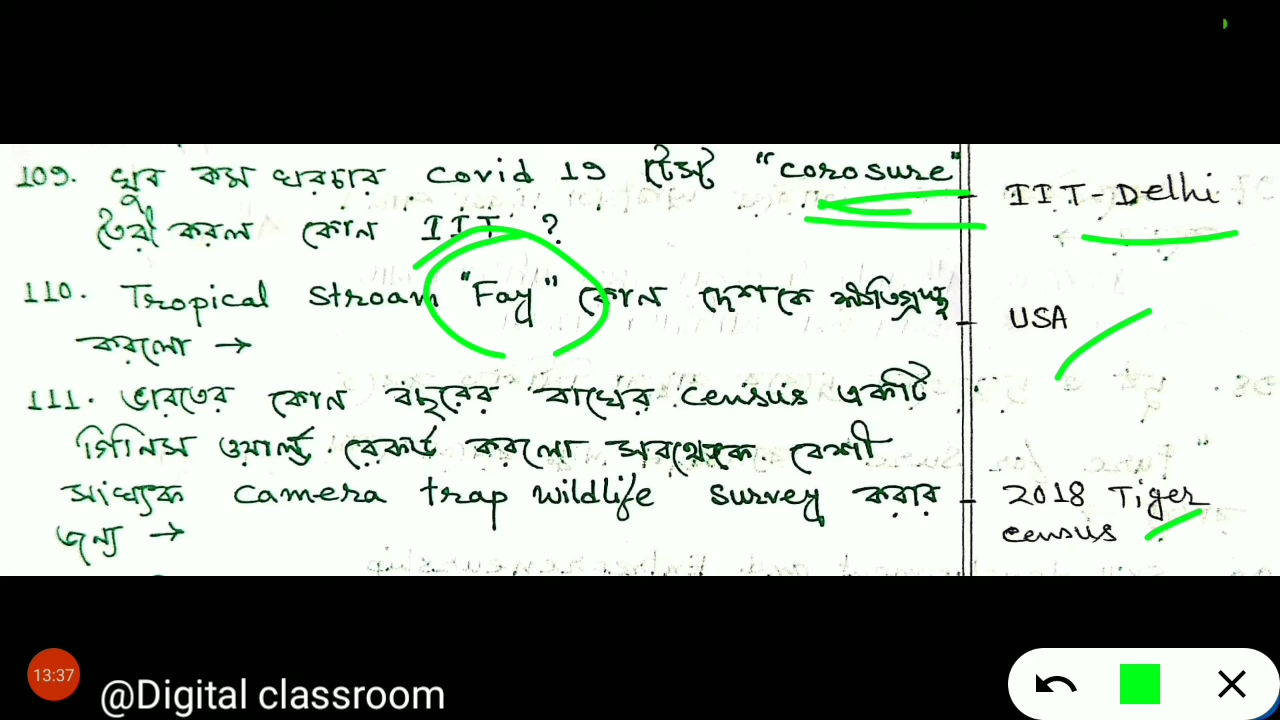 109. খুব কম খরচার covid 19 টেস্ট "corosure"
তৈরী করল কোন IIT ?
IIT-Delhi
110. Tropical stroam "Fay" কোন দেশকে ক্ষতিগ্রস্থ
করলো →
USA
111. ভারতের কোন বছরের বাঘের census একটি
গিনিস ওয়ার্ল্ড রেকর্ড করলো সবথেকে বেশী
সংখ্যক camera trap wildlife survey করার
জন্য →
2018 Tiger
census
13:37
@Digital classroom